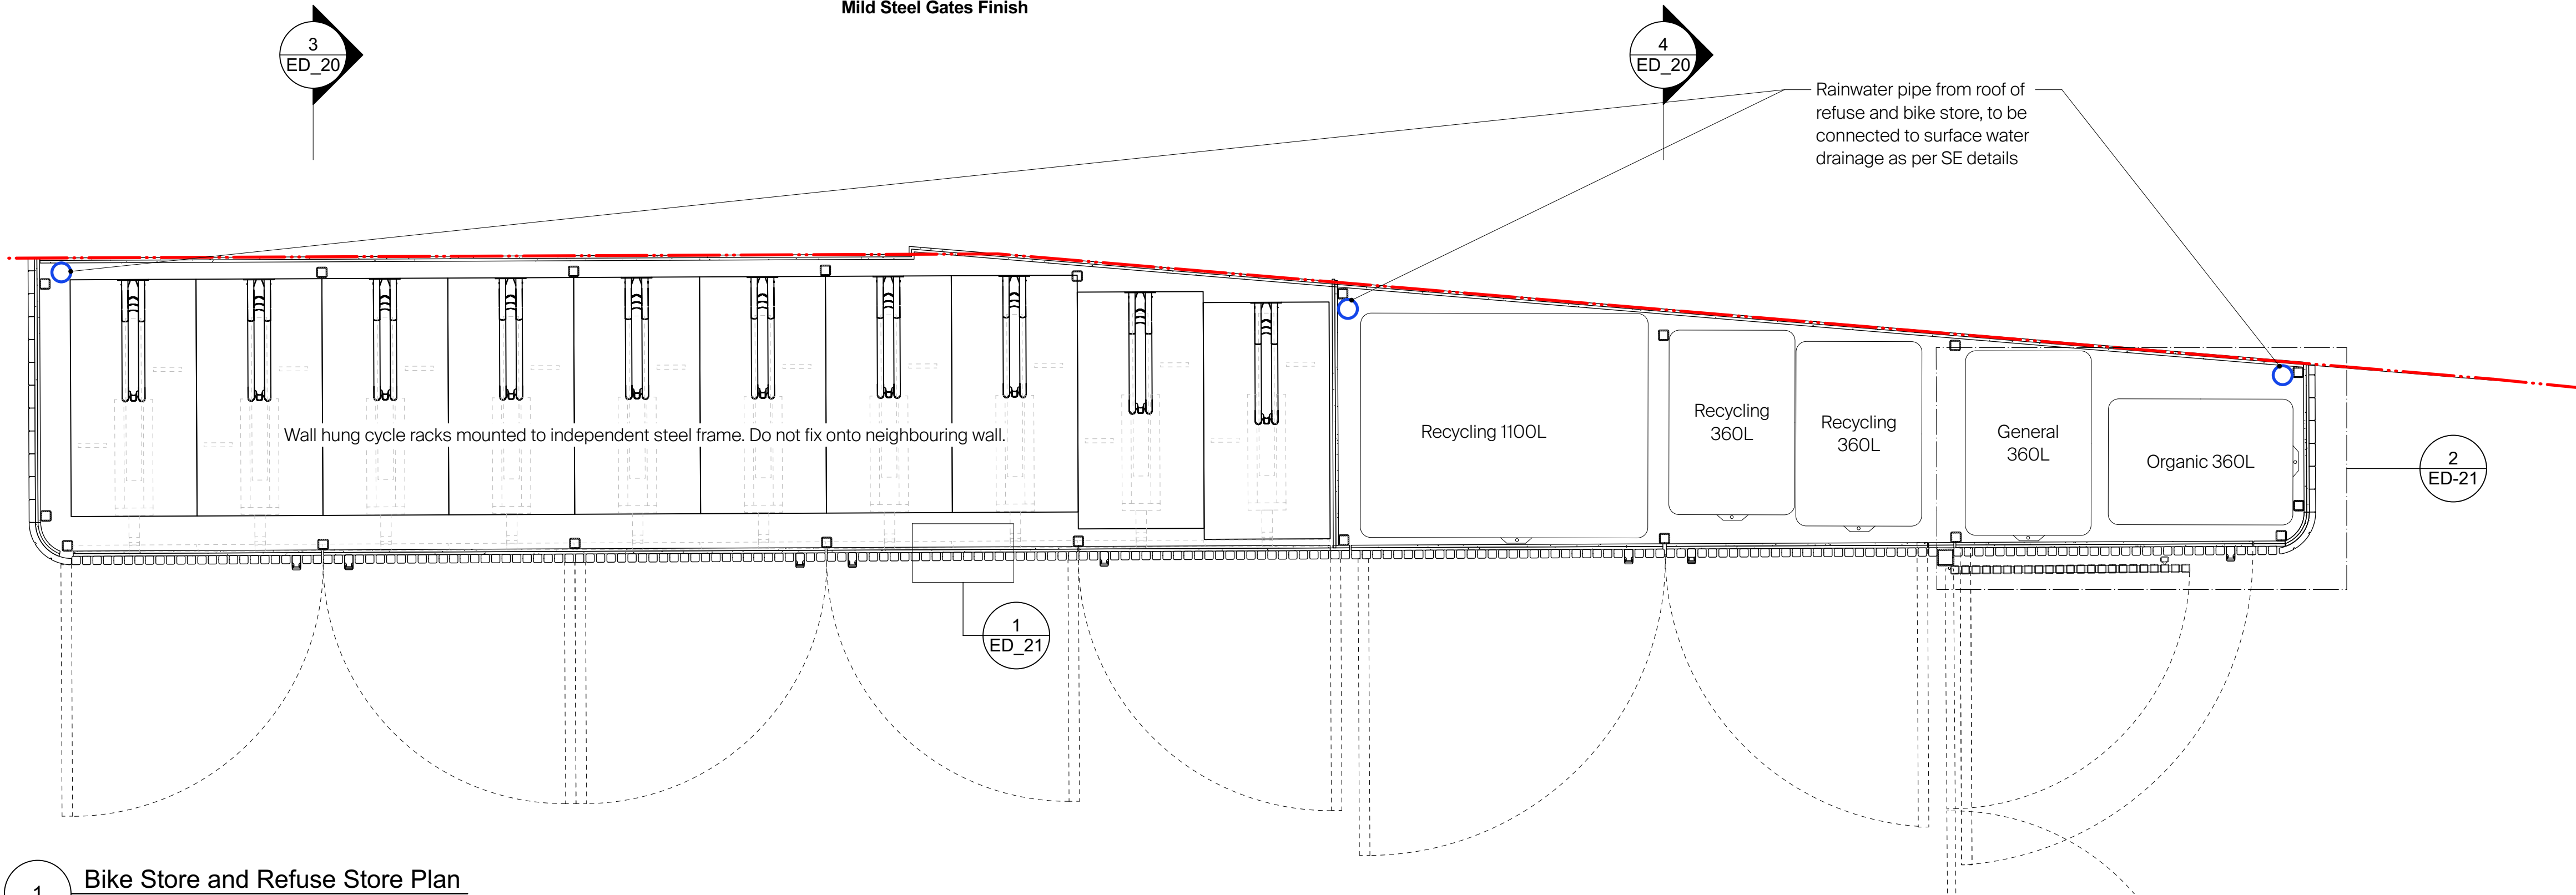 Mild Steel Gates Finish
3
ED_20
4
ED_20
Rainwater pipe from roof of
refuse and bike store, to be
connected to surface water
drainage as per SE details
Wall hung cycle racks mounted to independent steel frame. Do not fix onto neighbouring wall.
Recycling 1100L
Recycling
360L
Recycling
360L
General
360L
Organic 360L
2
ED-21
1
ED_21
1
Bike Store and Refuse Store Plan